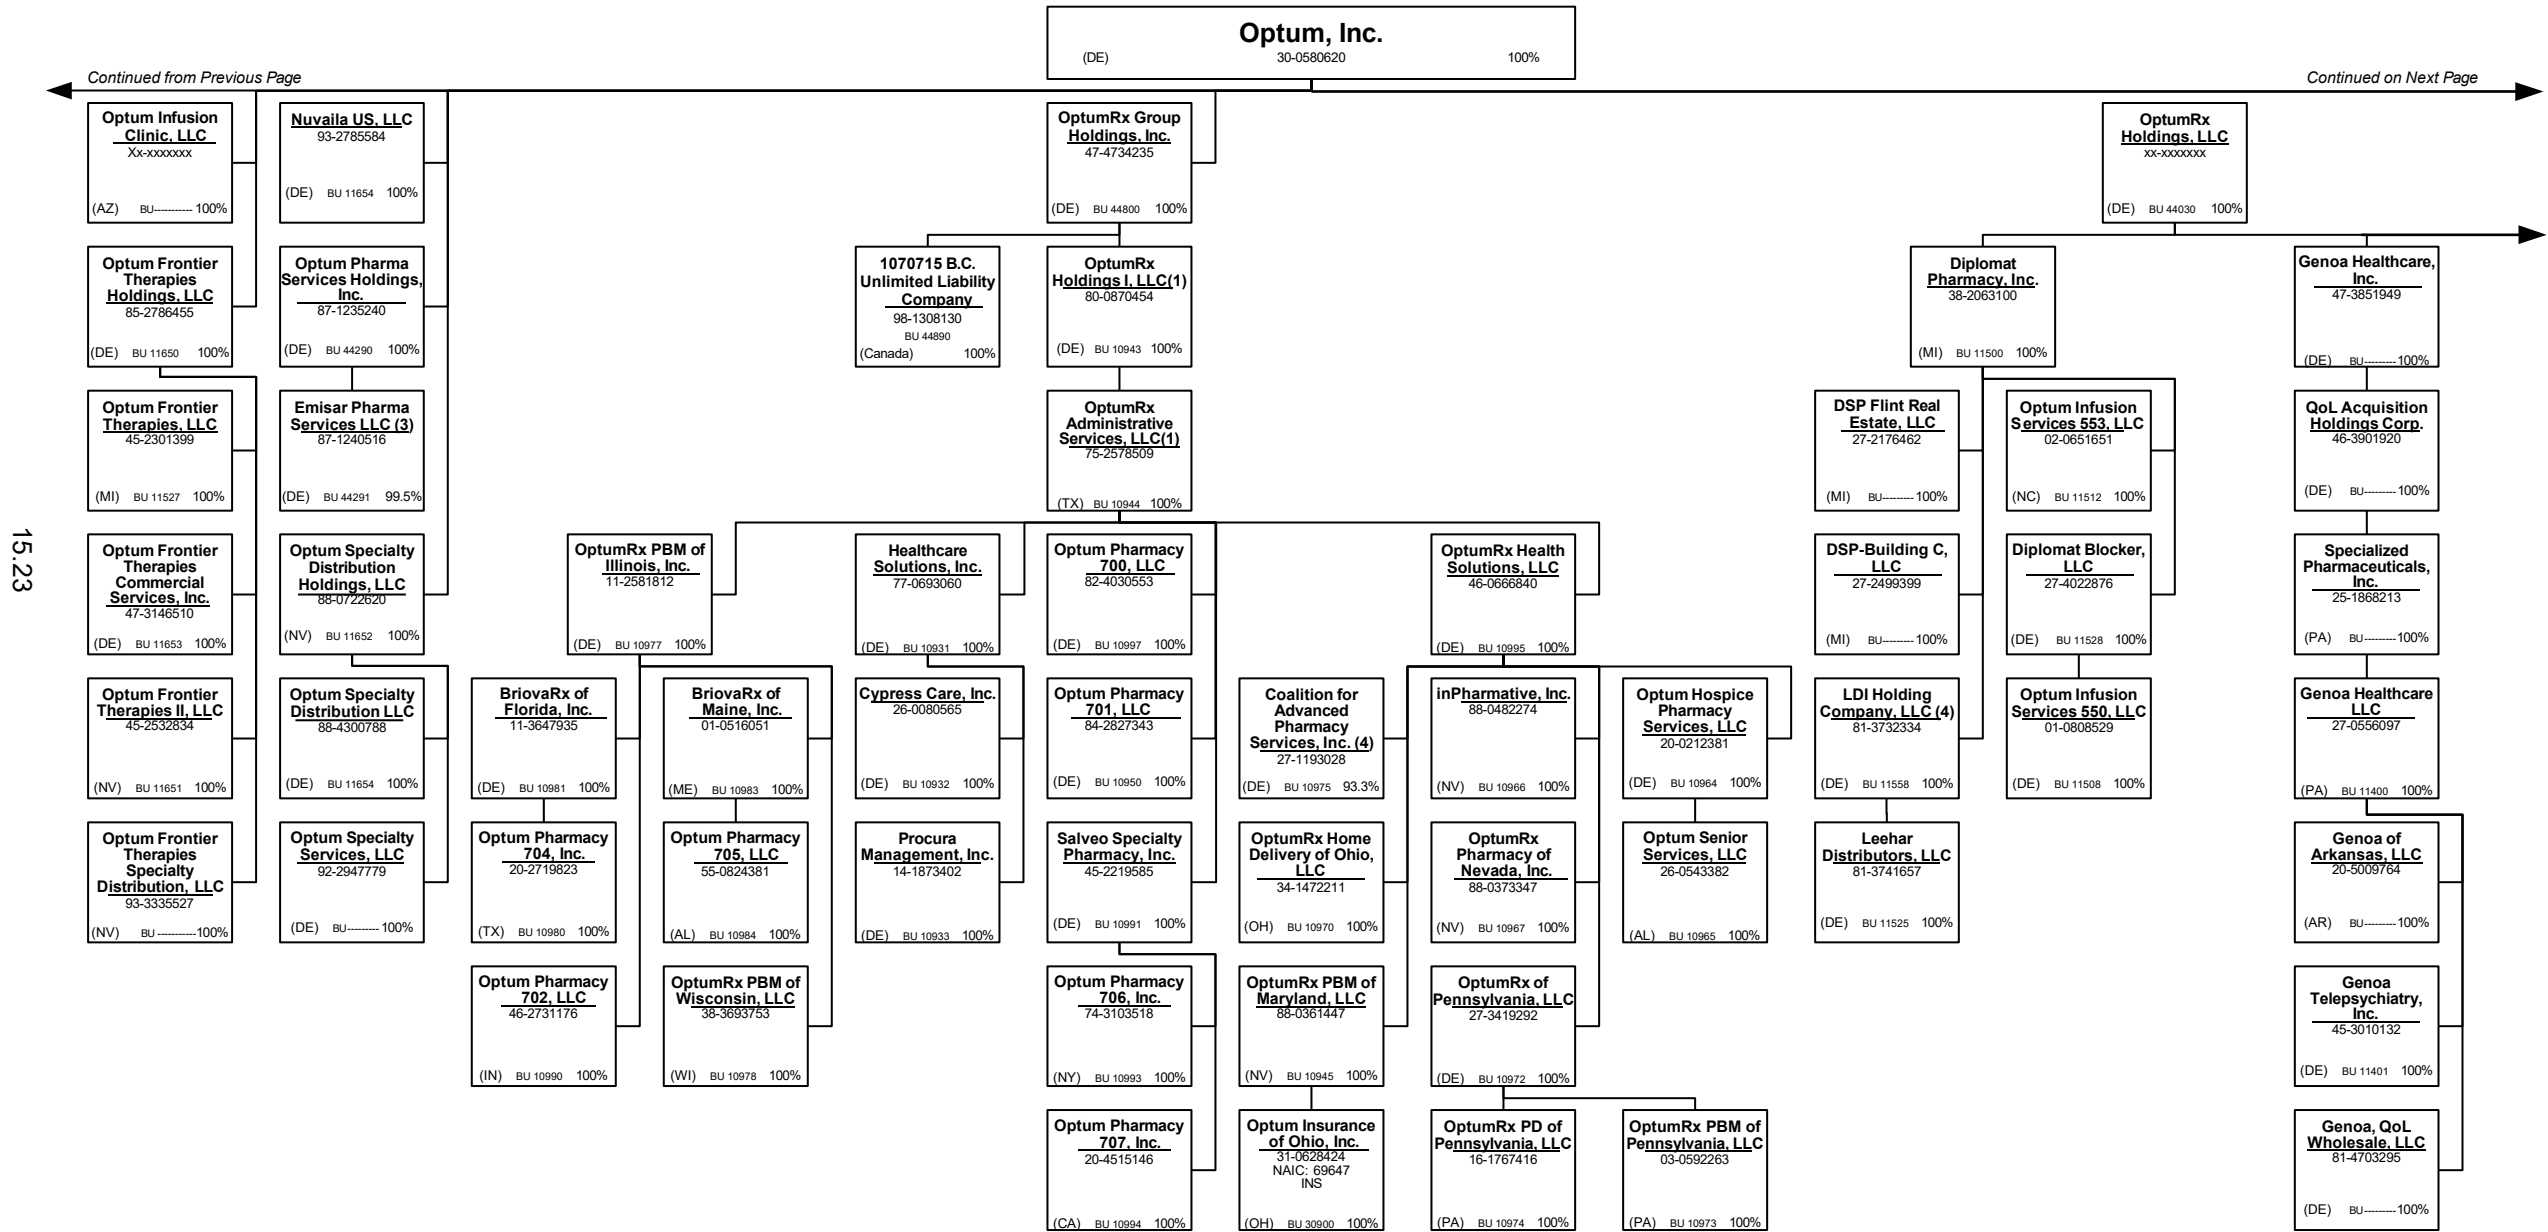 Optum, Inc.
(DE) 30-0580620 100%
Continued from Previous Page
Continued on Next Page
Optum Infusion
Clinic, LLC
Xx-xxxxxxx
(AZ) BU----------- 100%
Nuvaila US, LLC
93-2785584
(DE) BU 11654 100%
OptumRx Group
Holdings, Inc.
47-4734235
(DE) BU 44800 100%
OptumRx
Holdings, LLC
xx-xxxxxxx
(DE) BU 44030 100%
Optum Frontier
Therapies
Holdings, LLC
85-2786455
(DE) BU 11650 100%
Optum Pharma
Services Holdings,
Inc.
87-1235240
(DE) BU 44290 100%
1070715 B.C.
Unlimited Liability
Company
98-1308130
BU 44890
(Canada) 100%
OptumRx
Holdings I, LLC(1)
80-0870454
(DE) BU 10943 100%
Diplomat
Pharmacy, Inc.
38-2063100
(MI) BU 11500 100%
Genoa Healthcare,
Inc.
47-3851949
(DE) BU--------- 100%
Optum Frontier
Therapies, LLC
45-2301399
(MI) BU 11527 100%
Emisar Pharma
Services LLC (3)
87-1240516
(DE) BU 44291 99.5%
OptumRx
Administrative
Services, LLC(1)
75-2578509
(TX) BU 10944 100%
DSP Flint Real
Estate, LLC
27-2176462
(MI) BU--------- 100%
Optum Infusion
Services 553, LLC
02-0651651
(NC) BU 11512 100%
QoL Acquisition
Holdings Corp.
46-3901920
(DE) BU--------- 100%
15.23
Optum Frontier
Therapies
Commercial
Services, Inc.
47-3146510
(DE) BU 11653 100%
Optum Specialty
Distribution
Holdings, LLC
88-0722620
(NV) BU 11652 100%
OptumRx PBM of
Illinois, Inc.
11-2581812
(DE) BU 10977 100%
Healthcare
Solutions, Inc.
77-0693060
(DE) BU 10931 100%
Optum Pharmacy
700, LLC
82-4030553
(DE) BU 10997 100%
OptumRx Health
Solutions, LLC
46-0666840
(DE) BU 10995 100%
DSP-Building C,
LLC
27-2499399
(MI) BU--------- 100%
Diplomat Blocker,
LLC
27-4022876
(DE) BU 11528 100%
Specialized
Pharmaceuticals,
Inc.
25-1868213
(PA) BU--------- 100%
Optum Frontier
Therapies II, LLC
45-2532834
(NV) BU 11651 100%
Optum Specialty
Distribution LLC
88-4300788
(DE) BU 11654 100%
BriovaRx of
Florida, Inc.
11-3647935
(DE) BU 10981 100%
BriovaRx of
Maine, Inc.
01-0516051
(ME) BU 10983 100%
Cypress Care, Inc.
26-0080565
(DE) BU 10932 100%
Optum Pharmacy
701, LLC
84-2827343
(DE) BU 10950 100%
Coalition for
Advanced
Pharmacy
Services, Inc. (4)
27-1193028
(DE) BU 10975 93.3%
inPharmative, Inc.
88-0482274
(NV) BU 10966 100%
Optum Hospice
Pharmacy
Services, LLC
20-0212381
(DE) BU 10964 100%
LDI Holding
Company, LLC (4)
81-3732334
(DE) BU 11558 100%
Optum Infusion
Services 550, LLC
01-0808529
(DE) BU 11508 100%
Genoa Healthcare
LLC
27-0556097
(PA) BU 11400 100%
Optum Frontier
Therapies
Specialty
Distribution, LLC
93-3335527
(NV) BU ----------- 100%
Optum Specialty
Services, LLC
92-2947779
(DE) BU--------- 100%
Optum Pharmacy
704, Inc.
20-2719823
(TX) BU 10980 100%
Optum Pharmacy
705, LLC
55-0824381
(AL) BU 10984 100%
Procura
Management, Inc.
14-1873402
(DE) BU 10933 100%
Salveo Specialty
Pharmacy, Inc.
45-2219585
(DE) BU 10991 100%
OptumRx Home
Delivery of Ohio,
LLC
34-1472211
(OH) BU 10970 100%
OptumRx
Pharmacy of
Nevada, Inc.
88-0373347
(NV) BU 10967 100%
Optum Senior
Services, LLC
26-0543382
(AL) BU 10965 100%
Leehar
Distributors, LLC
81-3741657
(DE) BU 11525 100%
Genoa of
Arkansas, LLC
20-5009764
(AR) BU--------- 100%
Optum Pharmacy
702, LLC
46-2731176
(IN) BU 10990 100%
OptumRx PBM of
Wisconsin, LLC
38-3693753
(WI) BU 10978 100%
Optum Pharmacy
706, Inc.
74-3103518
(NY) BU 10993 100%
OptumRx PBM of
Maryland, LLC
88-0361447
(NV) BU 10945 100%
OptumRx of
Pennsylvania, LLC
27-3419292
(DE) BU 10972 100%
Genoa
Telepsychiatry,
Inc.
45-3010132
(DE) BU 11401 100%
Optum Pharmacy
707, Inc.
20-4515146
(CA) BU 10994 100%
Optum Insurance
of Ohio, Inc.
31-0628424
NAIC: 69647
INS
(OH) BU 30900 100%
OptumRx PD of
Pennsylvania, LLC
16-1767416
(PA) BU 10974 100%
OptumRx PBM of
Pennsylvania, LLC
03-0592263
(PA) BU 10973 100%
Genoa, QoL
Wholesale, LLC
81-4703295
(DE) BU--------- 100%